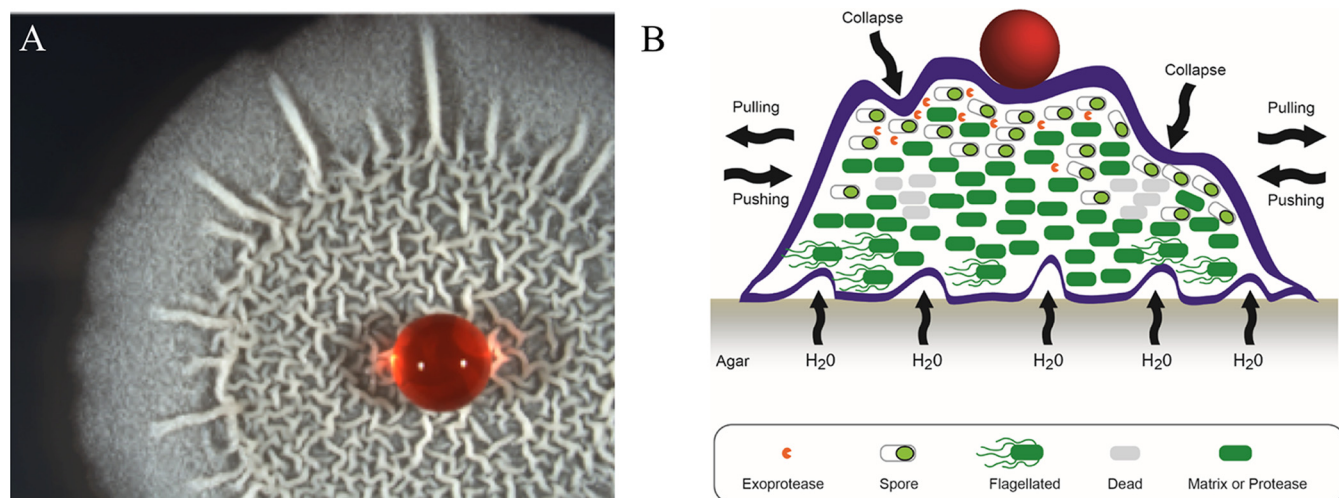 A
B
Collapse
Collapse
Pulling
Pulling
Pushing
Pushing
Agar
H20
H20
H20
H20
H20
Exoprotease
Spore
Flagellated
Dead
Matrix or Protease